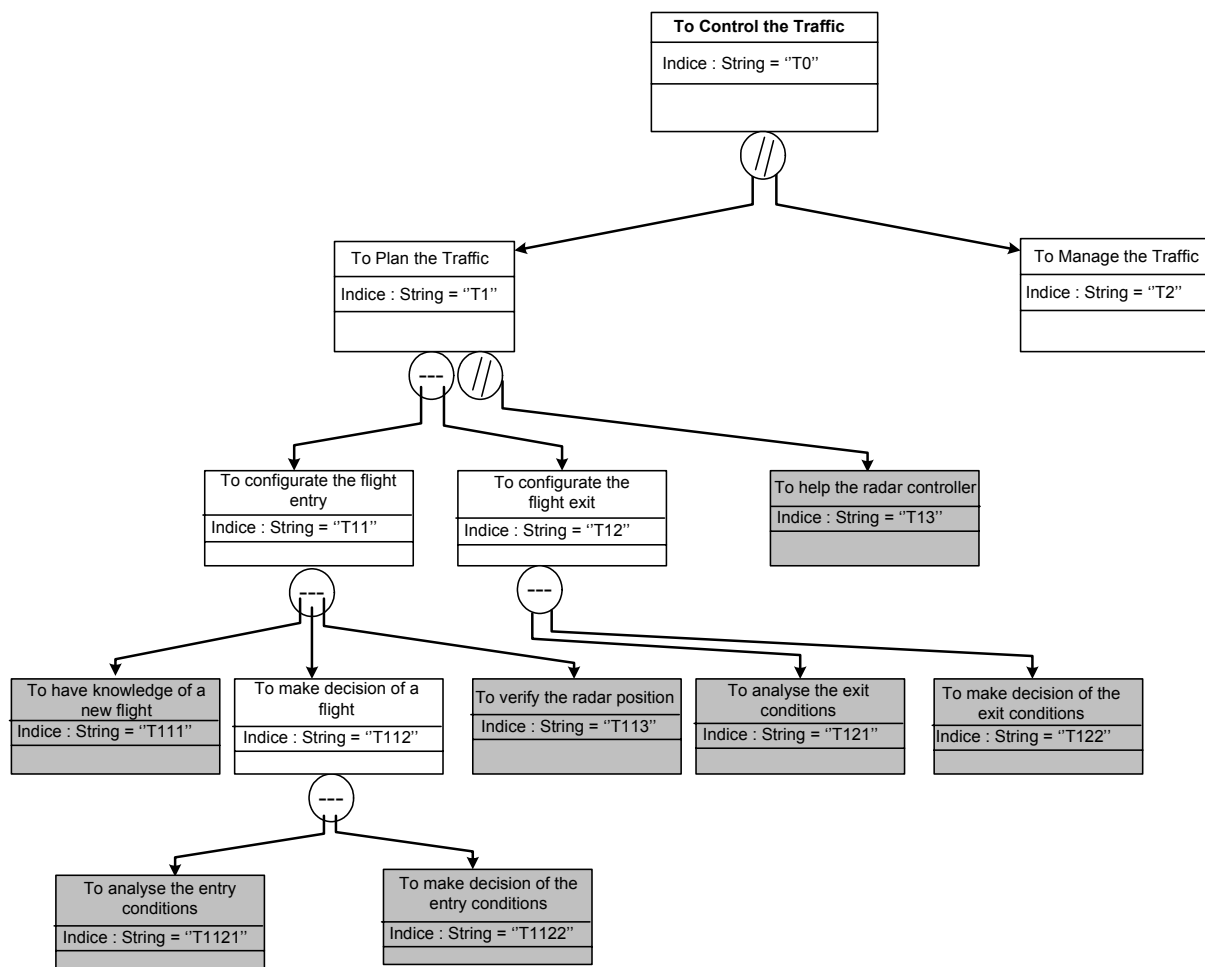 To Control the Traffic
Indice : String = ‘‘T0’’
//
To Plan the Traffic
Indice : String = ‘‘T1’’
To Manage the Traffic
Indice : String = ‘‘T2’’
---
//
To configurate the flight
entry
Indice : String = ‘‘T11’’
To configurate the
flight exit
Indice : String = ‘‘T12’’
To help the radar controller
Indice : String = ‘‘T13’’
---
---
To have knowledge of a
new flight
Indice : String = ‘‘T111’’
To make decision of a
flight
Indice : String = ‘‘T112’’
To verify the radar position
Indice : String = ‘‘T113’’
To analyse the exit
conditions
Indice : String = ‘‘T121’’
To make decision of the
exit conditions
Indice : String = ‘‘T122’’
---
To analyse the entry
conditions
Indice : String = ‘‘T1121’’
To make decision of the
entry conditions
Indice : String = ‘‘T1122’’